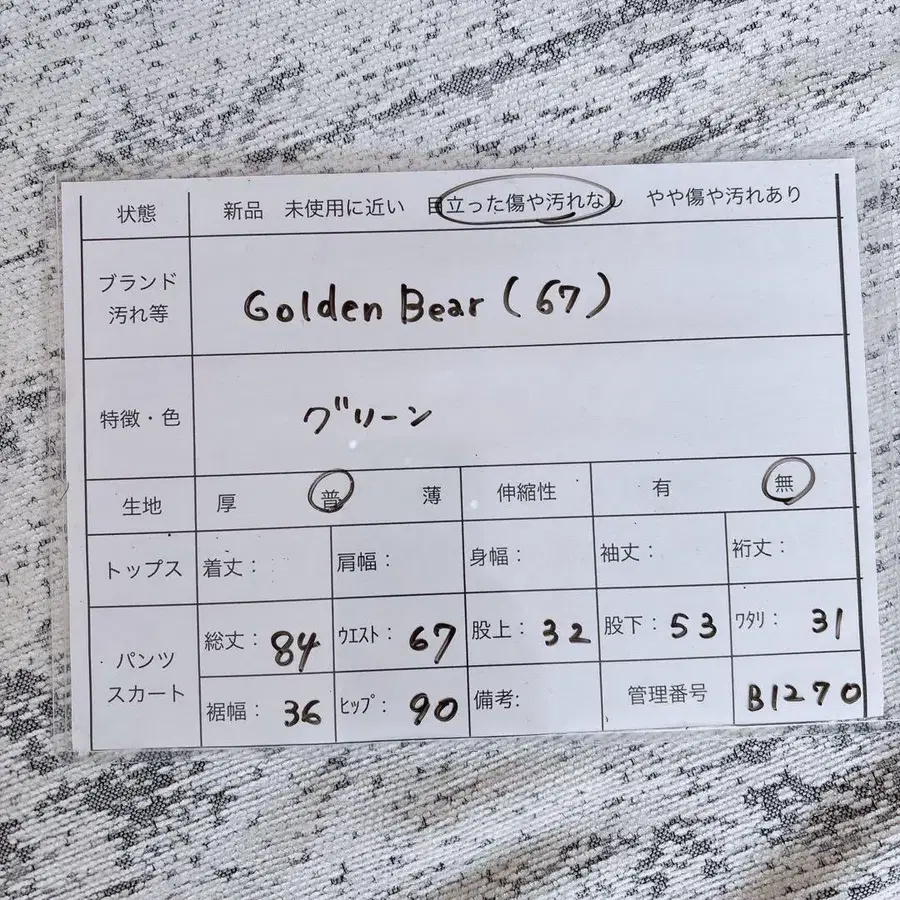 状態 新品 未使用に近い 目立った傷や汚れなし やや傷や汚れあり
ブランド
汚れ等
Golden Bear (67)
特徴・色 グリーン
生地 厚 普 薄 伸縮性 有 無
トップス 着丈: 肩幅: 身幅: 袖丈: 裄丈:
パンツ
スカート
総丈: 84 ウエスト: 67 股上: 32 股下: 53 ワタリ: 31
裾幅: 36 ヒップ: 90 備考: 管理番号 B1270